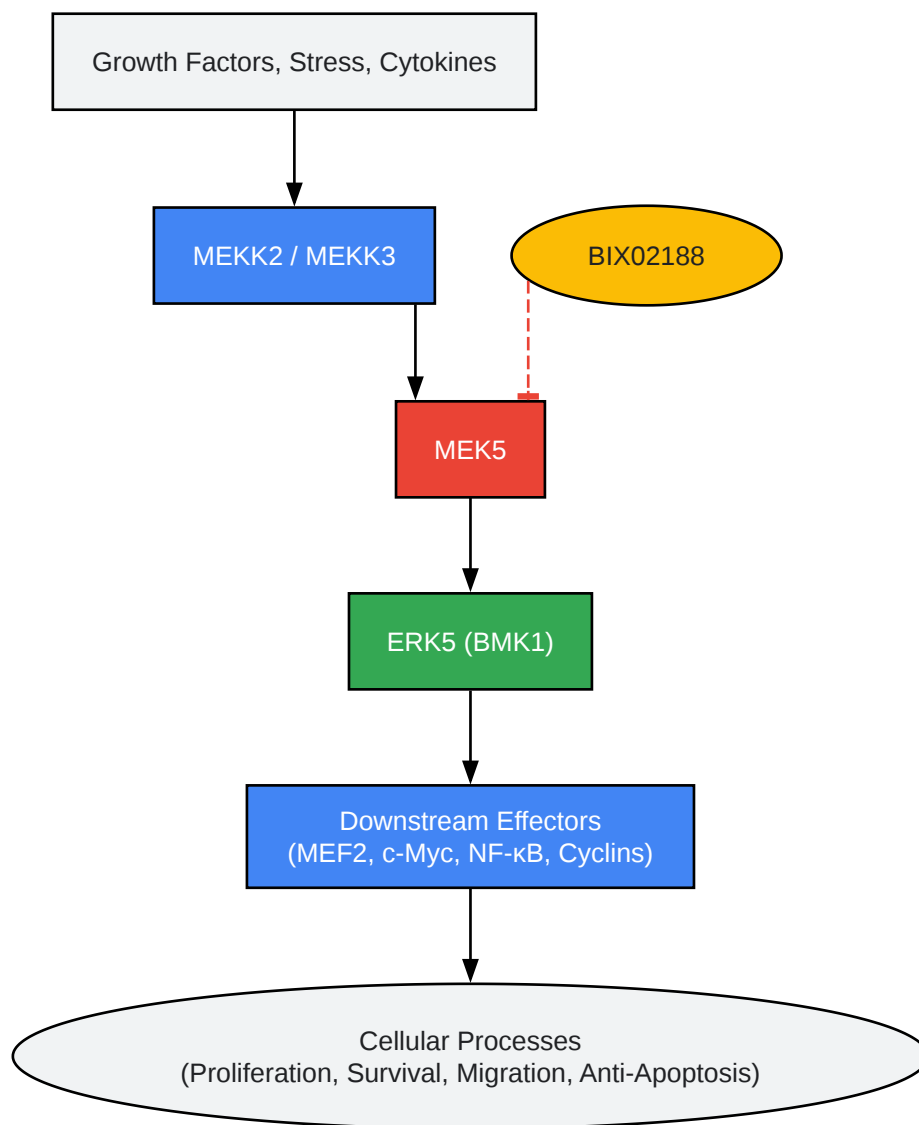 Growth Factors, Stress, Cytokines
MEKK2 / MEKK3
BIX02188
MEK5
ERK5 (BMK1)
Downstream Effectors
(MEF2, c-Myc, NF-κB, Cyclins)
Cellular Processes
(Proliferation, Survival, Migration, Anti-Apoptosis)